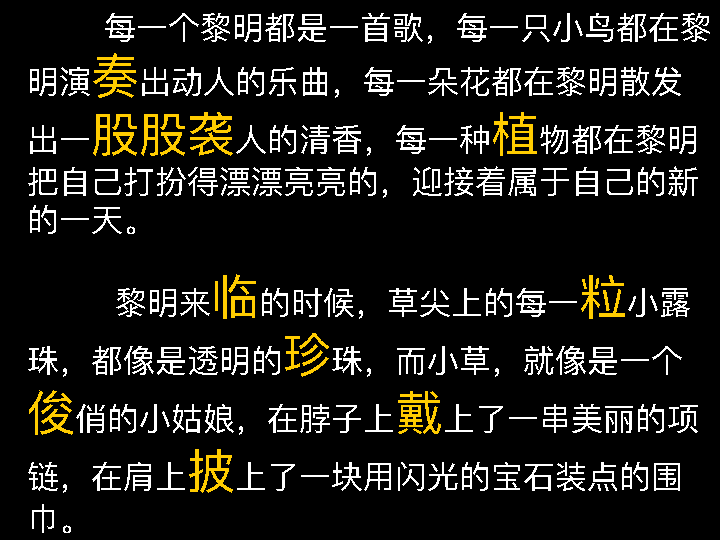 每一个黎明都是一首歌，每一只小鸟都在黎
明演奏出动人的乐曲，每一朵花都在黎明散发
出一股股袭人的清香，每一种植物都在黎明
把自己打扮得漂漂亮亮的，迎接着属于自己的新
的一天。
黎明来临的时候，草尖上的每一粒小露
珠，都像是透明的珍珠，而小草，就像是一个
俊俏的小姑娘，在脖子上戴上了一串美丽的项
链，在肩上披上了一块用闪光的宝石装点的围
巾。